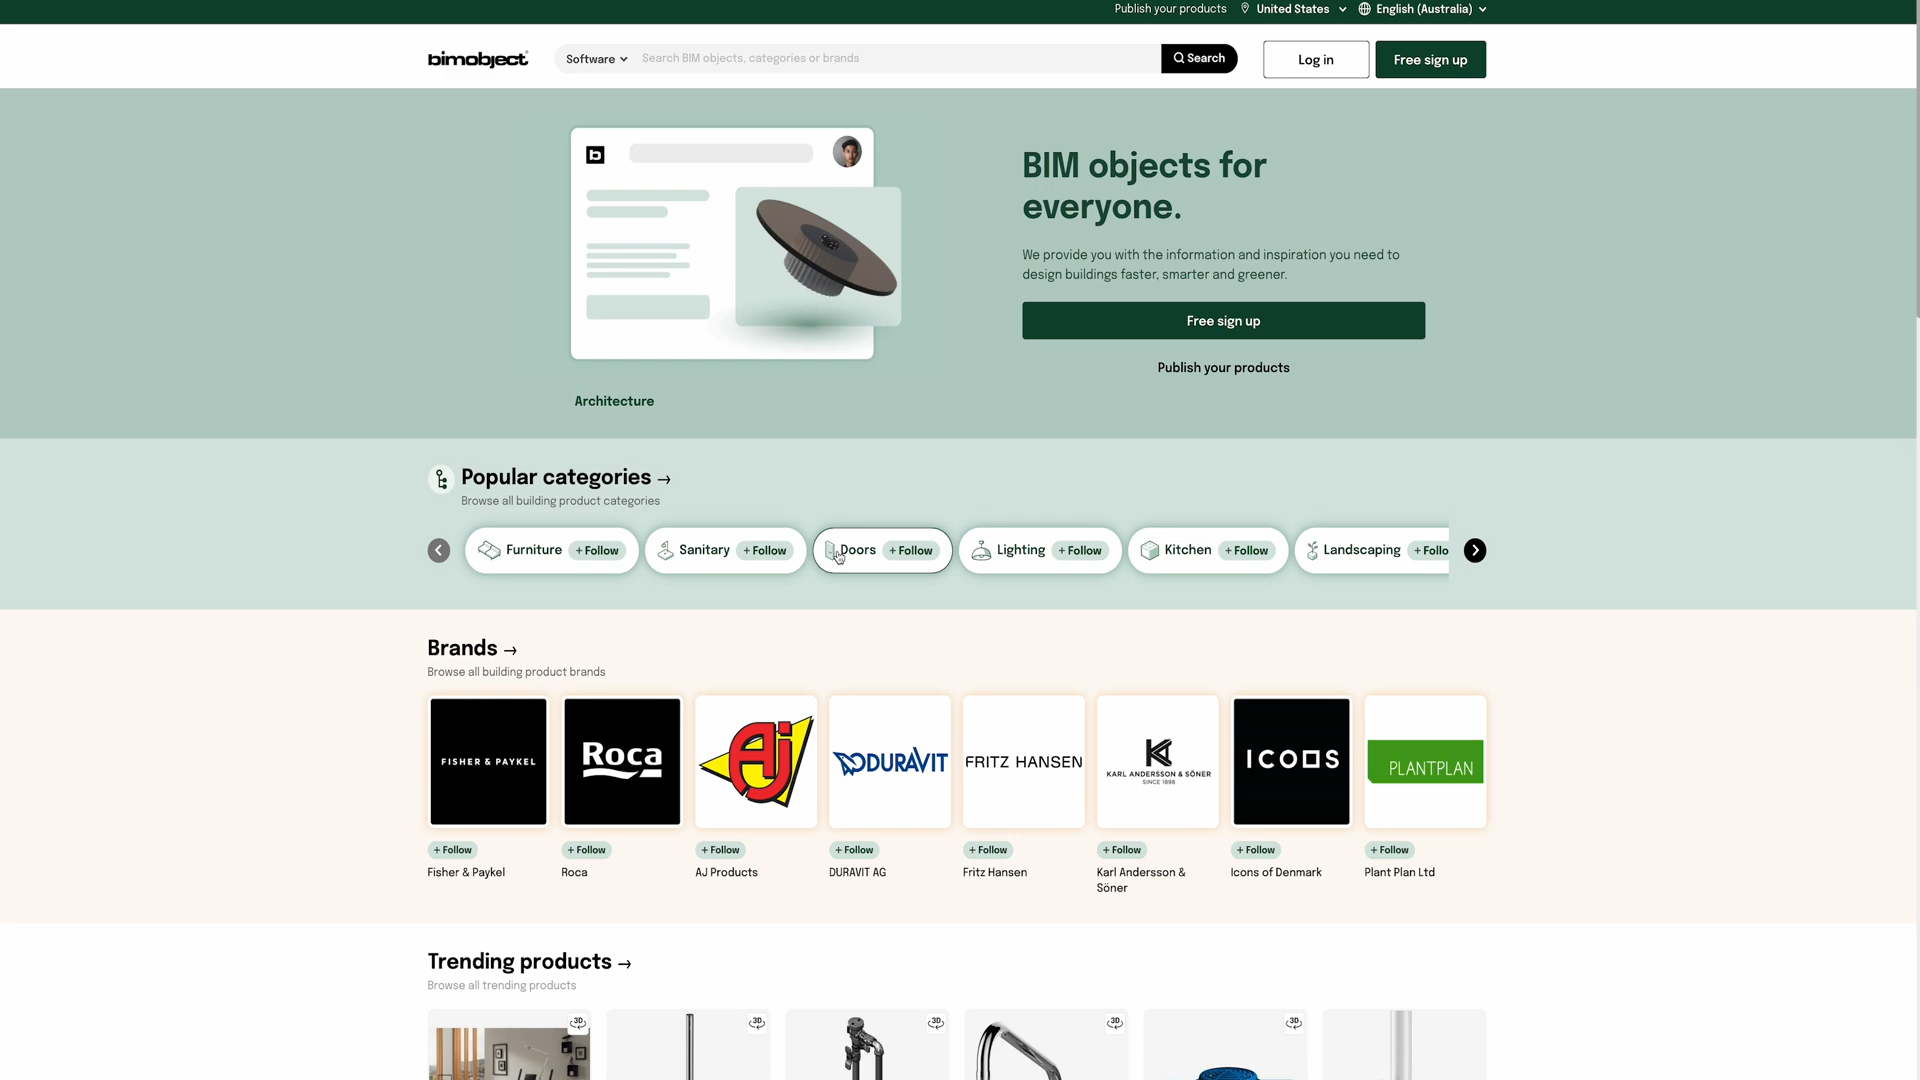 Publish your products United States English (Australia)
bimobject® Software Search BIM objects, categories or brands Search Log in Free sign up
b
BIM objects for
everyone.
We provide you with the information and inspiration you need to
design buildings faster, smarter and greener.
Free sign up
Publish your products
Architecture
Popular categories →
Browse all building product categories
Furniture + Follow Sanitary + Follow Doors + Follow Lighting + Follow Kitchen + Follow Landscaping + Follo
Brands →
Browse all building product brands
FISHER & PAYKEL
Roca
AJ
DURAVIT
FRITZ HANSEN
K
KARL ANDERSSON & SÖNER
SINCE 1898
ICONS
PLANTPLAN
+ Follow + Follow + Follow + Follow + Follow + Follow + Follow + Follow
Fisher & Paykel Roca AJ Products DURAVIT AG Fritz Hansen Karl Andersson & Icons of Denmark Plant Plan Ltd
Söner
Trending products →
Browse all trending products
3D 3D 3D 3D 3D